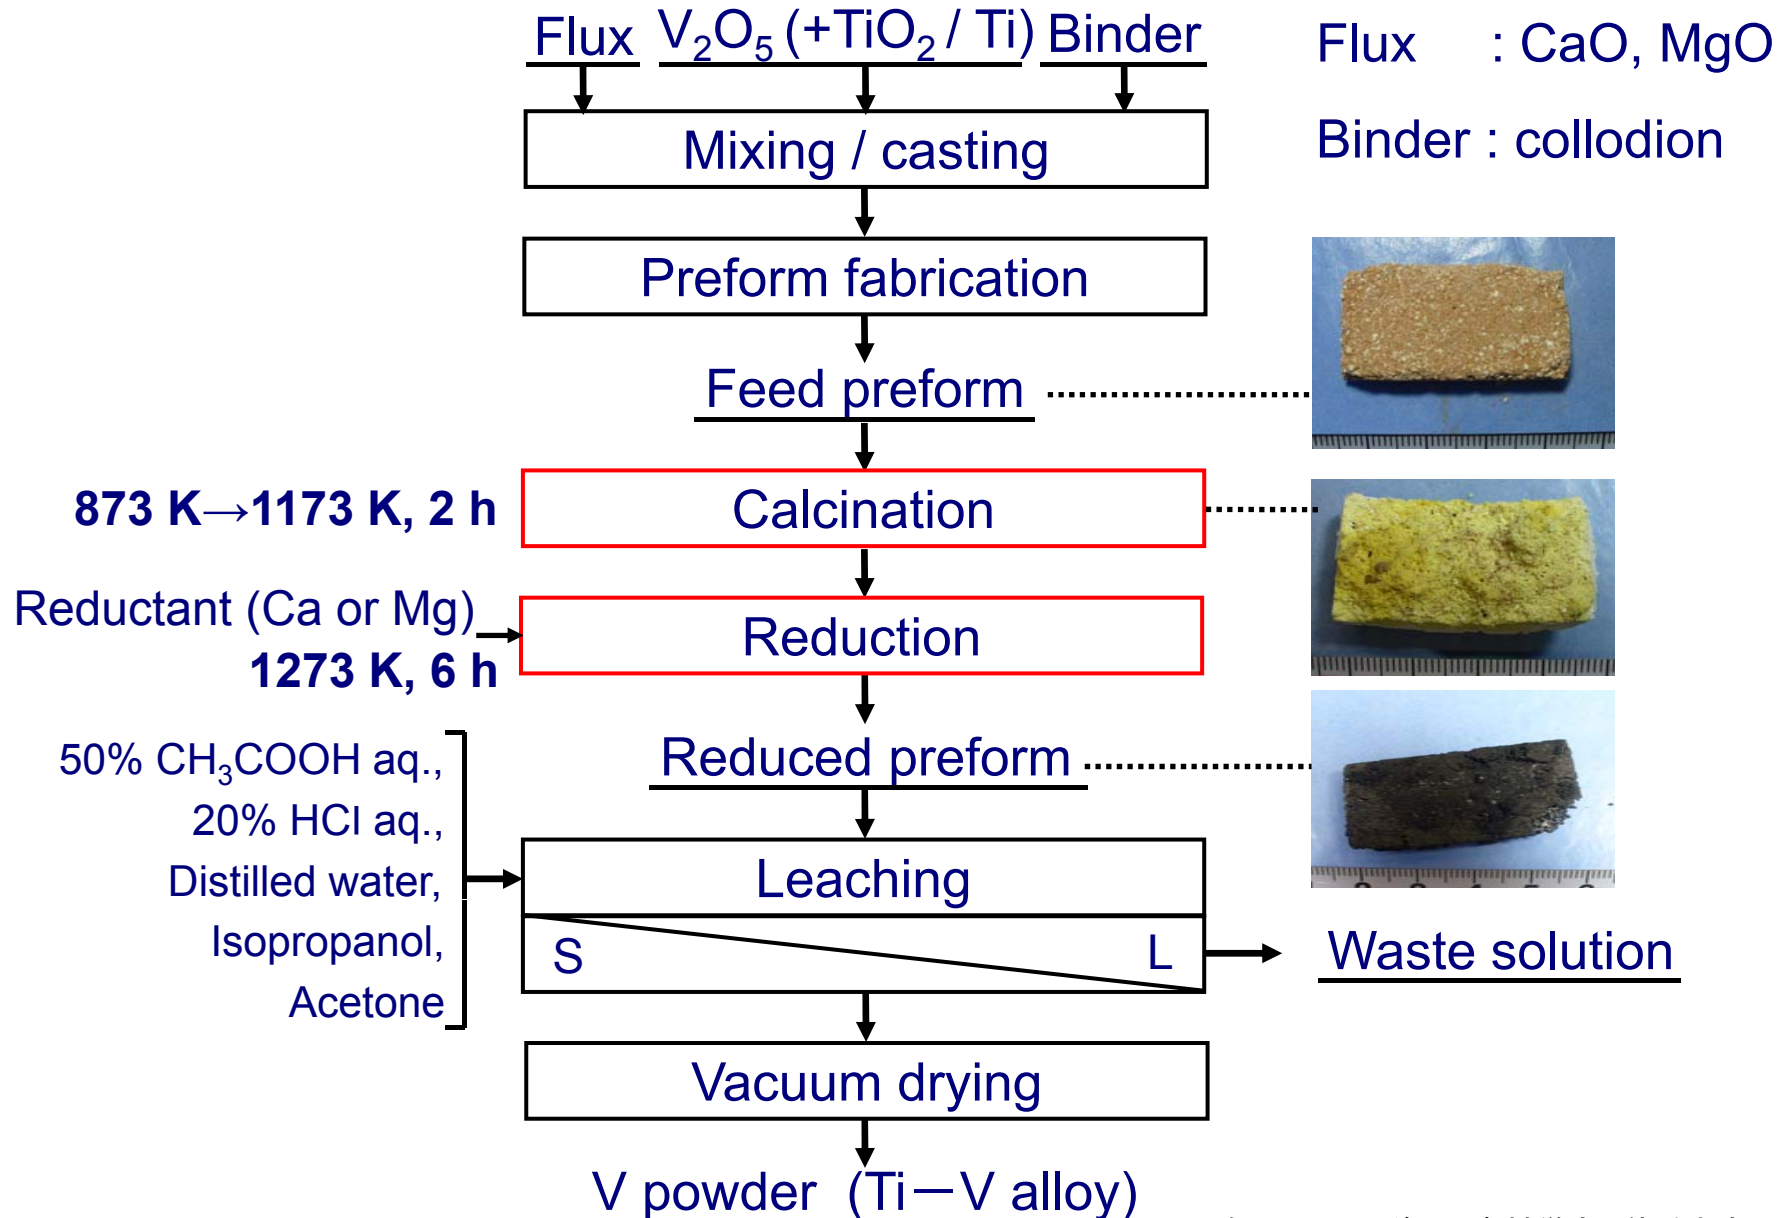 Flux V₂O₅ (+TiO₂ / Ti) Binder
Flux : CaO, MgO
Binder : collodion
Mixing / casting
Preform fabrication
Feed preform
873 K→1173 K, 2 h
Calcination
Reductant (Ca or Mg)
1273 K, 6 h
Reduction
Reduced preform
50% CH₃COOH aq.,
20% HCl aq.,
Distilled water,
Isopropanol,
Acetone
Leaching
S L
Waste solution
Vacuum drying
V powder (Ti－V alloy)